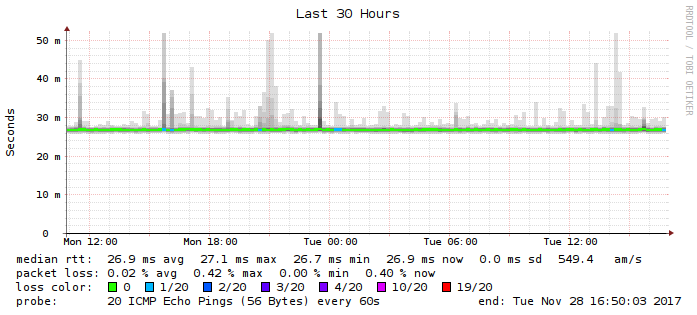 Last 30 Hours
RRDTOOL / TOBI OETIKER
Seconds
50 m
40 m
30 m
20 m
10 m
0
Mon 12:00 Mon 18:00 Tue 00:00 Tue 06:00 Tue 12:00
median rtt: 26.9 ms avg 27.1 ms max 26.7 ms min 26.9 ms now 0.0 ms sd 549.4 am/s
packet loss: 0.02 % avg 0.42 % max 0.00 % min 0.40 % now
loss color: 0 1/20 2/20 3/20 4/20 10/20 19/20
probe: 20 ICMP Echo Pings (56 Bytes) every 60s end: Tue Nov 28 16:50:03 2017